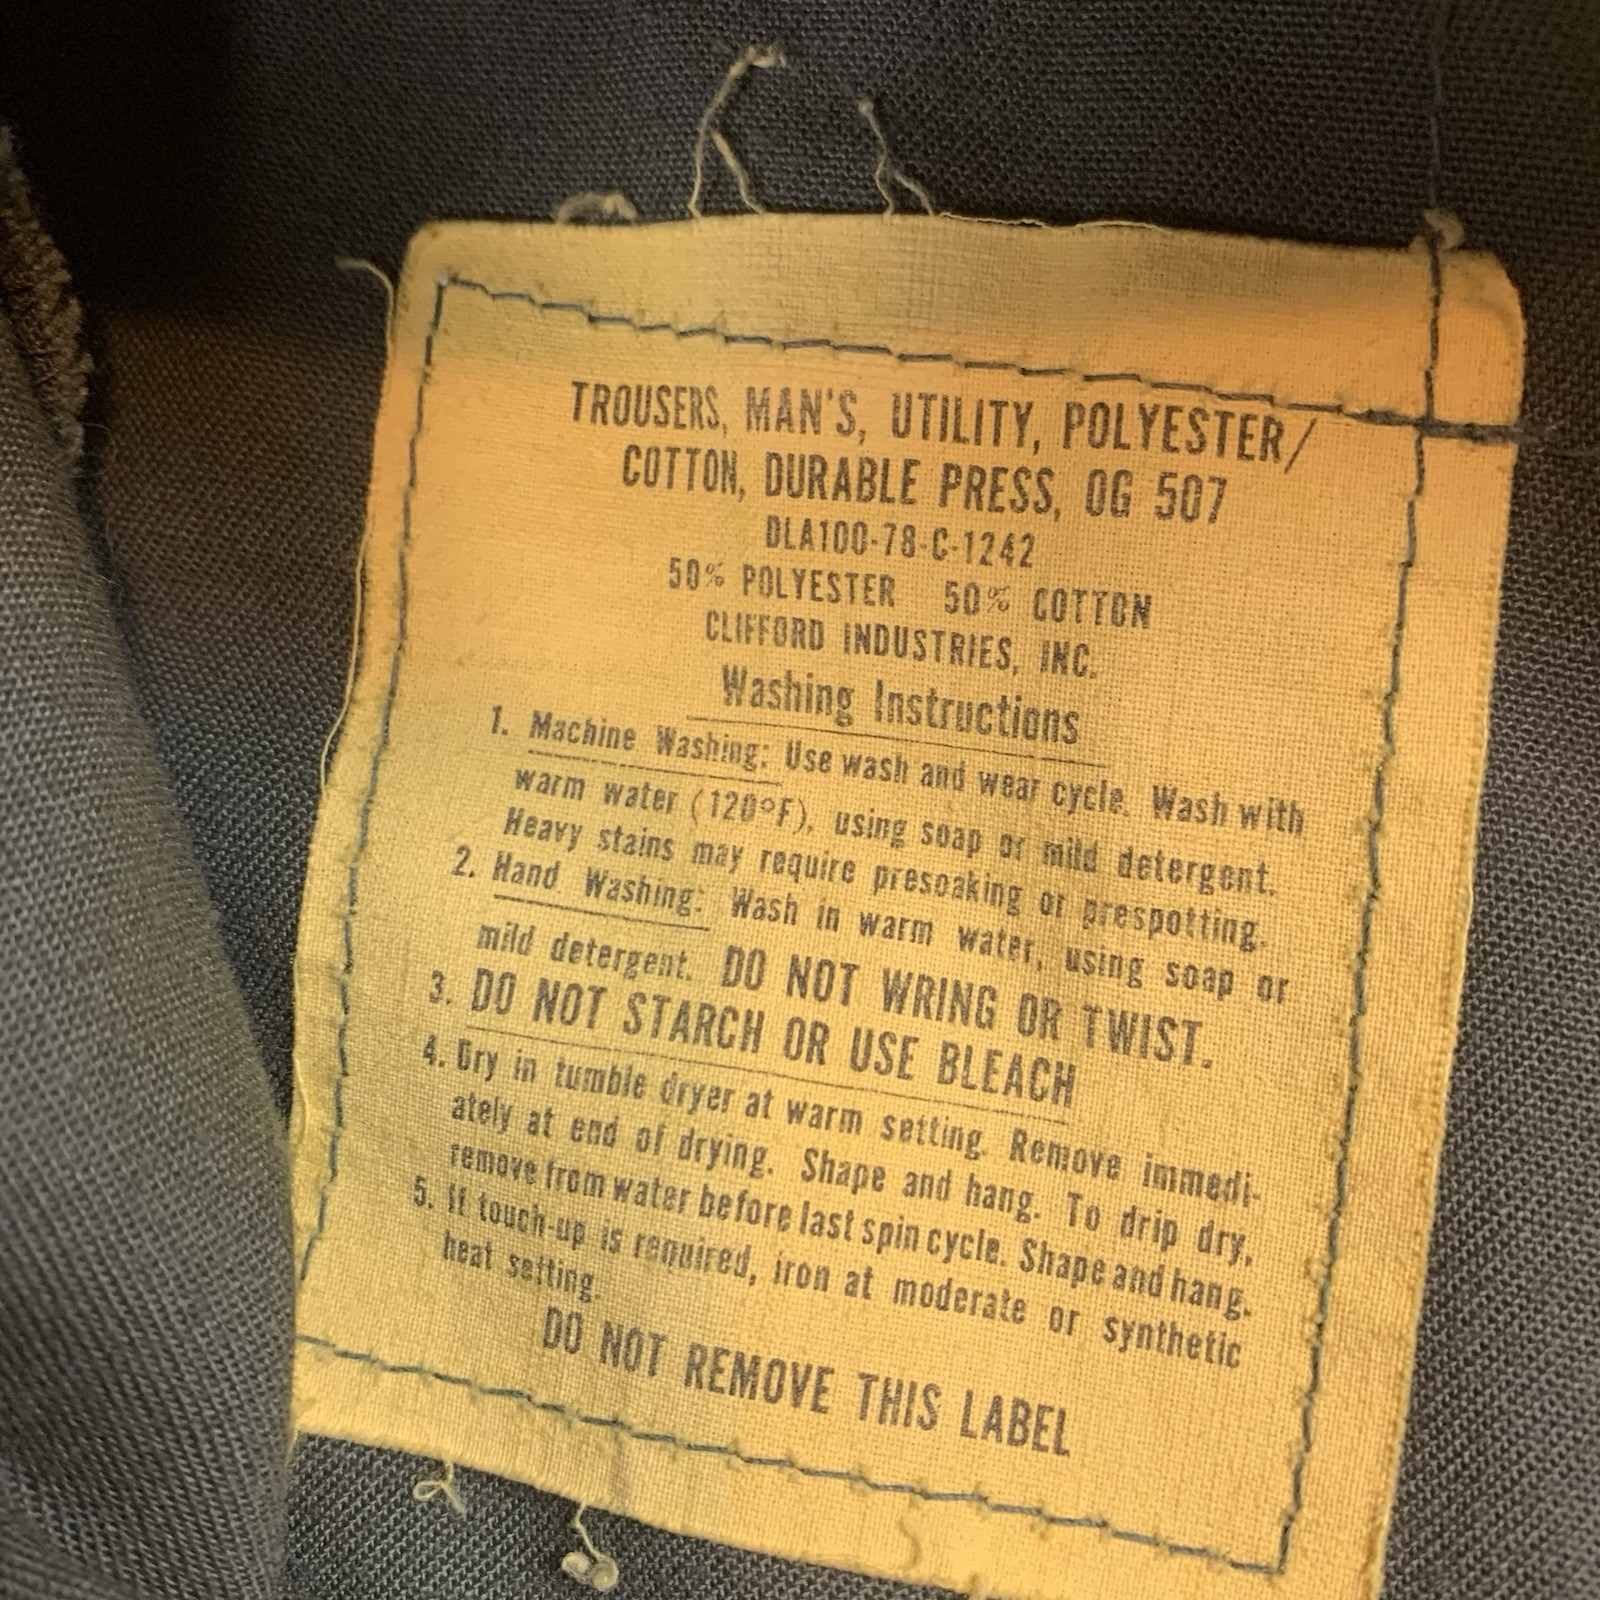 TROUSERS, MAN'S, UTILITY, POLYESTER/
COTTON, DURABLE PRESS, OG 507
DLA100-78-C-1242
50% POLYESTER 50% COTTON
CLIFFORD INDUSTRIES, INC.
Washing Instructions
1. Machine Washing: Use wash and wear cycle. Wash with
warm water (120°F), using soap or mild detergent.
Heavy stains may require presoaking or prespotting.
2. Hand Washing: Wash in warm water, using soap or
mild detergent. DO NOT WRING OR TWIST.
3. DO NOT STARCH OR USE BLEACH
4. Dry in tumble dryer at warm setting. Remove immedi-
ately at end of drying. Shape and hang. To drip dry,
remove from water before last spin cycle. Shape and hang.
5. If touch-up is required, iron at moderate or synthetic
heat setting.
DO NOT REMOVE THIS LABEL